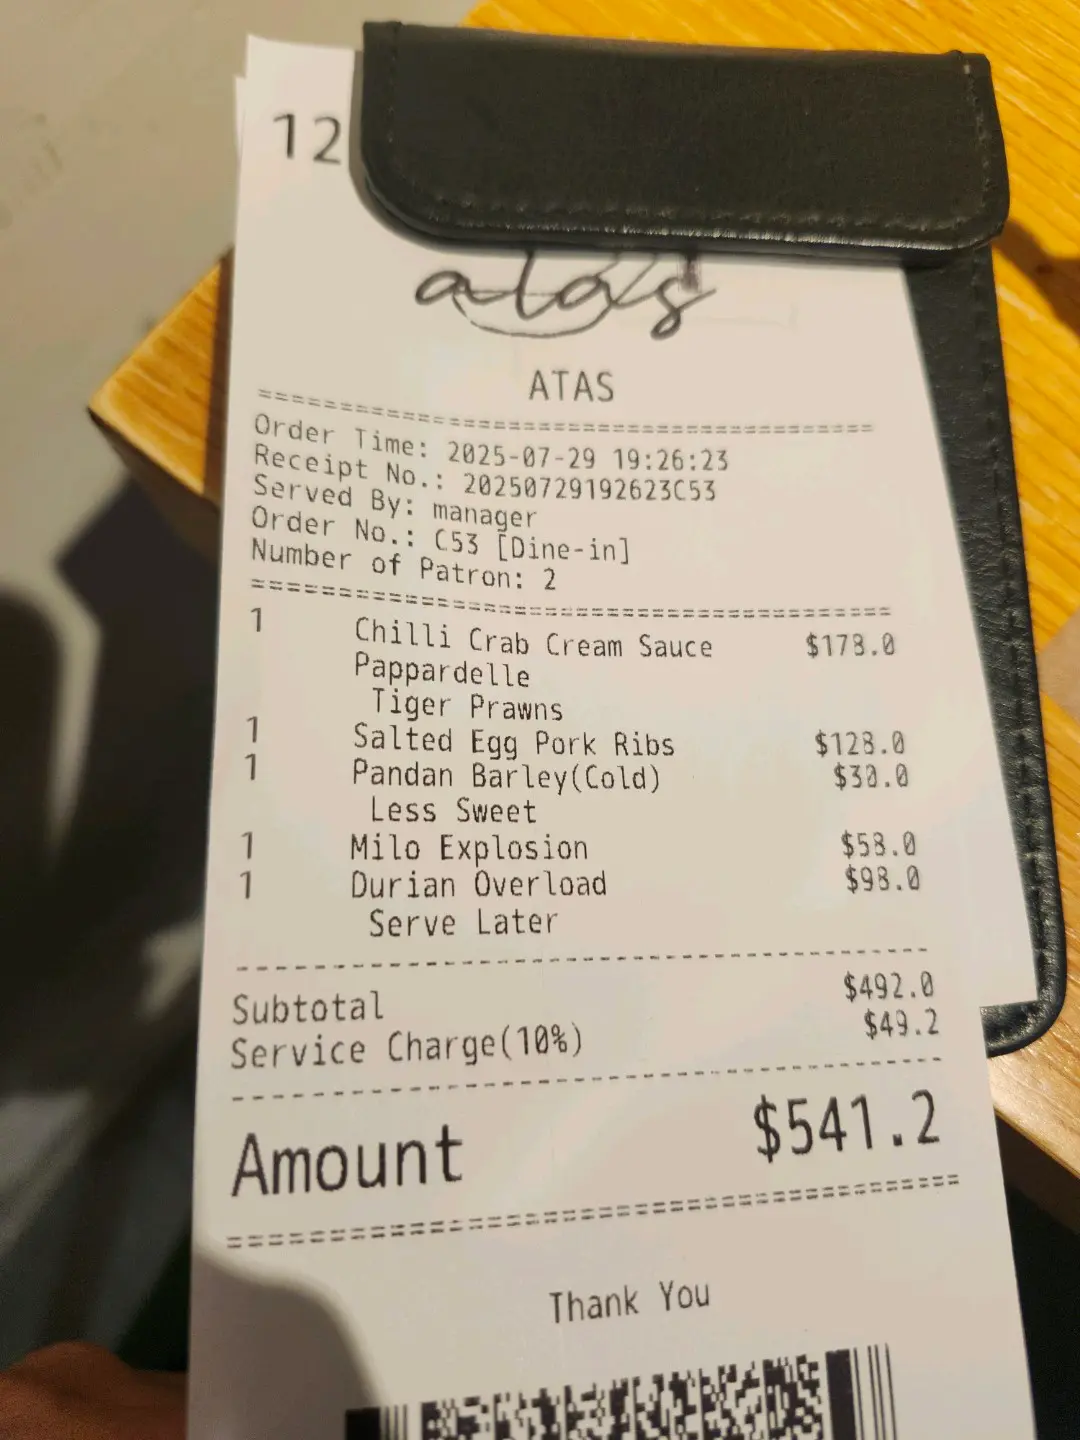 12
atas
ATAS
Order Time: 2025-07-29 19:26:23
Receipt No.: 20250729192623C53
Served By: manager
Order No.: C53 [Dine-in]
Number of Patron: 2
1 Chilli Crab Cream Sauce $178.0
Pappardelle
Tiger Prawns
1 Salted Egg Pork Ribs $128.0
1 Pandan Barley(Cold) $30.0
Less Sweet
1 Milo Explosion $58.0
1 Durian Overload $98.0
Serve Later
Subtotal $492.0
Service Charge(10%) $49.2
Amount $541.2
Thank You